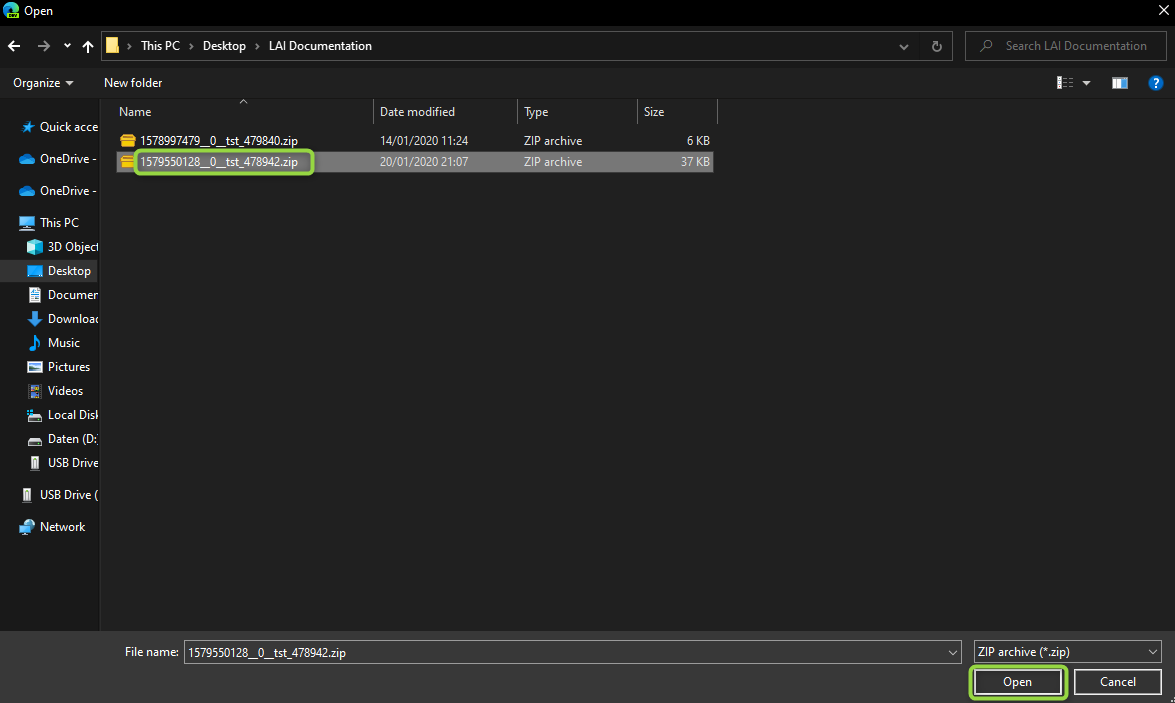 DEV Open
This PC > Desktop > LAI Documentation
Search LAI Documentation
Organize
New folder
?
Name Date modified Type Size
1578997479__0__tst_479840.zip 14/01/2020 11:24 ZIP archive 6 KB
1579550128__0__tst_478942.zip 20/01/2020 21:07 ZIP archive 37 KB
Quick acce
OneDrive -
OneDrive -
This PC
3D Object
Desktop
Documen
Download
Music
Pictures
Videos
Local Disk
Daten (D:
USB Drive
USB Drive (
Network
File name: 1579550128__0__tst_478942.zip
ZIP archive (*.zip)
Open
Cancel